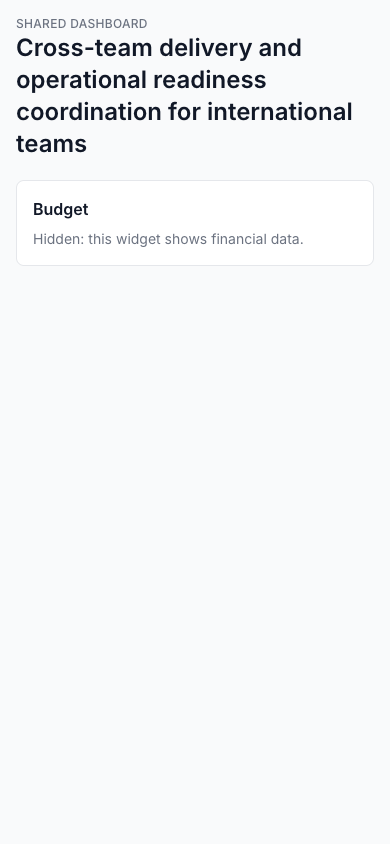 SHARED DASHBOARD
Cross-team delivery and
operational readiness
coordination for international
teams
Budget
Hidden: this widget shows financial data.